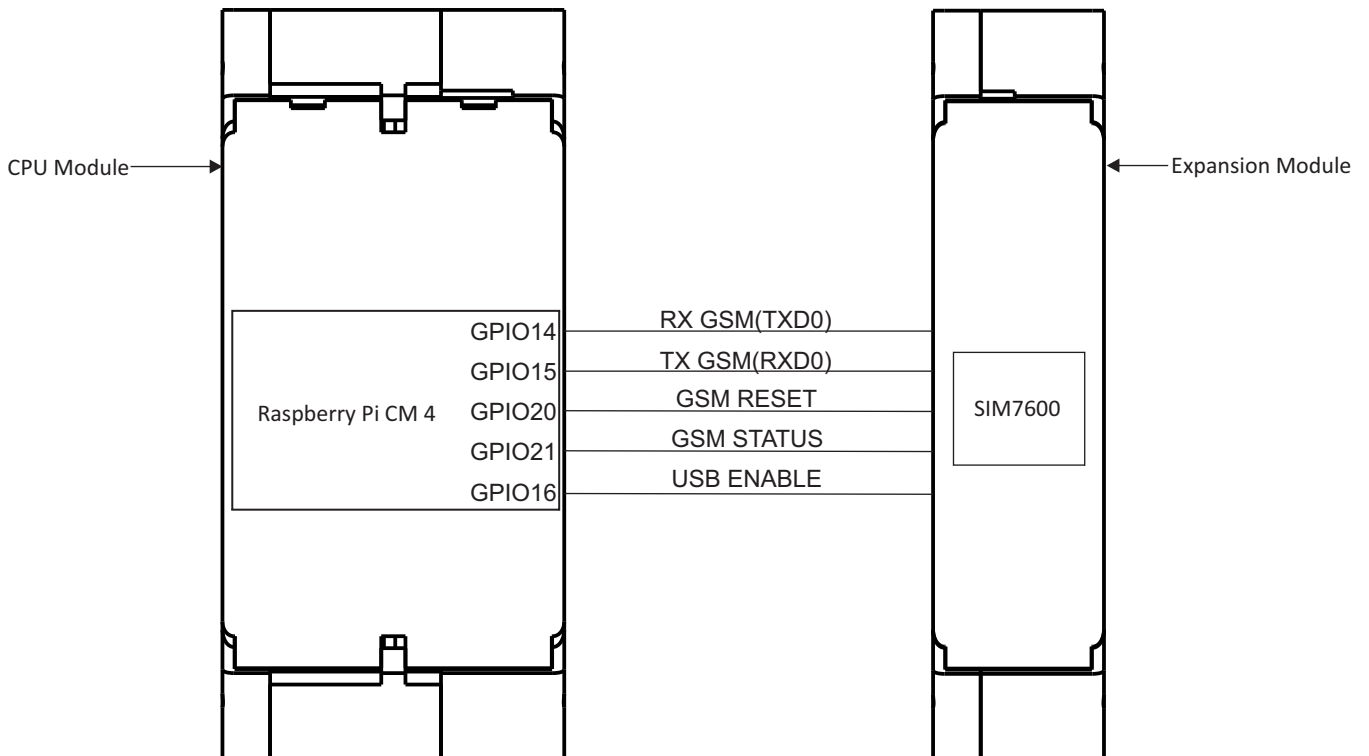 CPU Module
Expansion Module
GPIO14
RX GSM(TXD0)
GPIO15
TX GSM(RXD0)
Raspberry Pi CM 4
GPIO20
GSM RESET
SIM7600
GPIO21
GSM STATUS
GPIO16
USB ENABLE